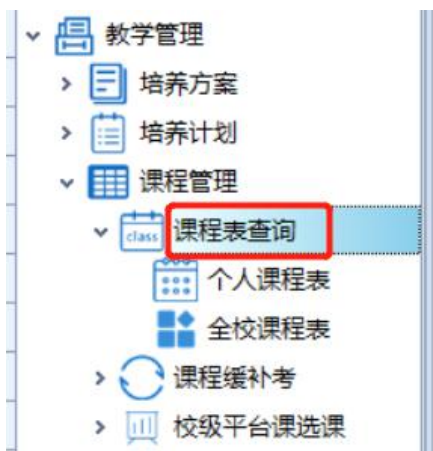 教学管理
培养方案
培养计划
课程管理
class 课程表查询
个人课程表
全校课程表
课程缓补考
校级平台课选课